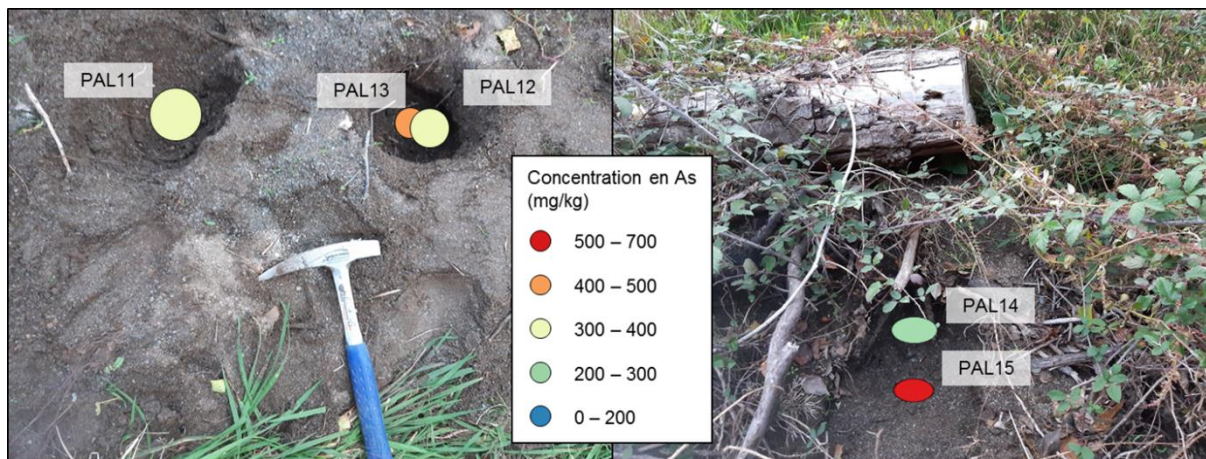 PAL11
PAL13
PAL12
Concentration en As
(mg/kg)
500 – 700
400 – 500
300 – 400
200 – 300
0 – 200
PAL14
PAL15